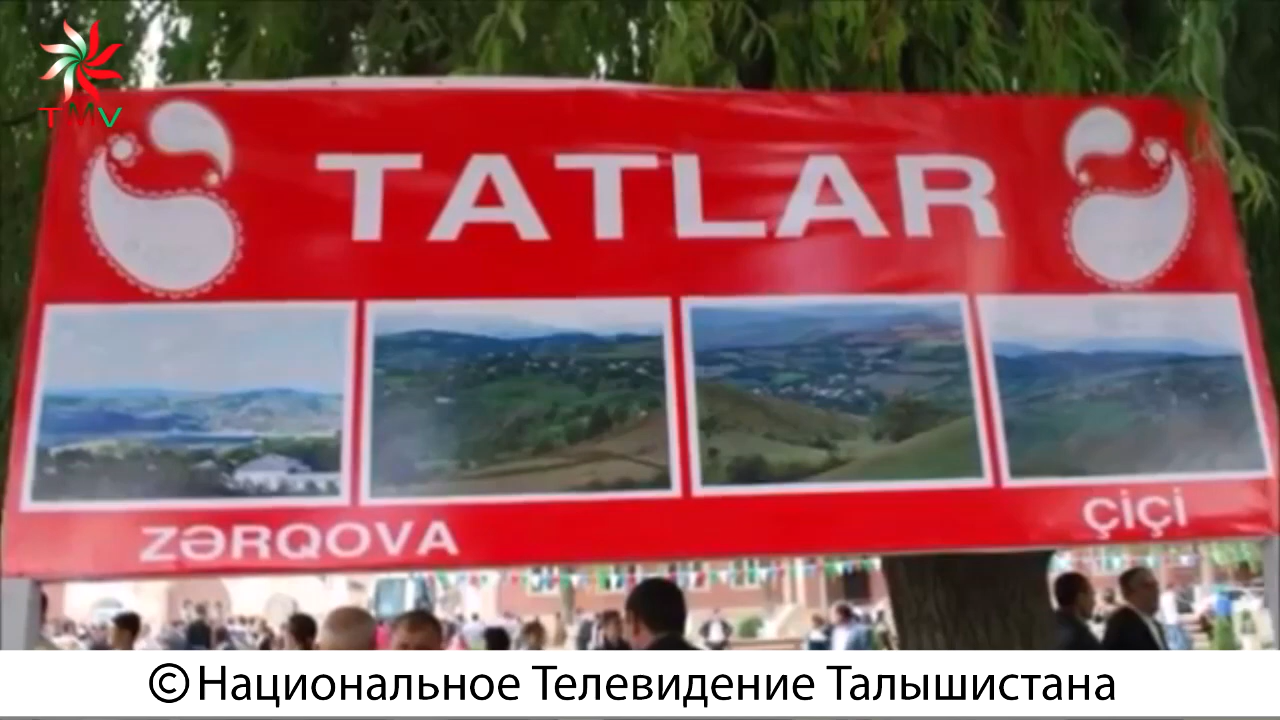 TMV
TATLAR
ZƏRQOVA
ÇİÇİ
©Национальное Телевидение Талышистана